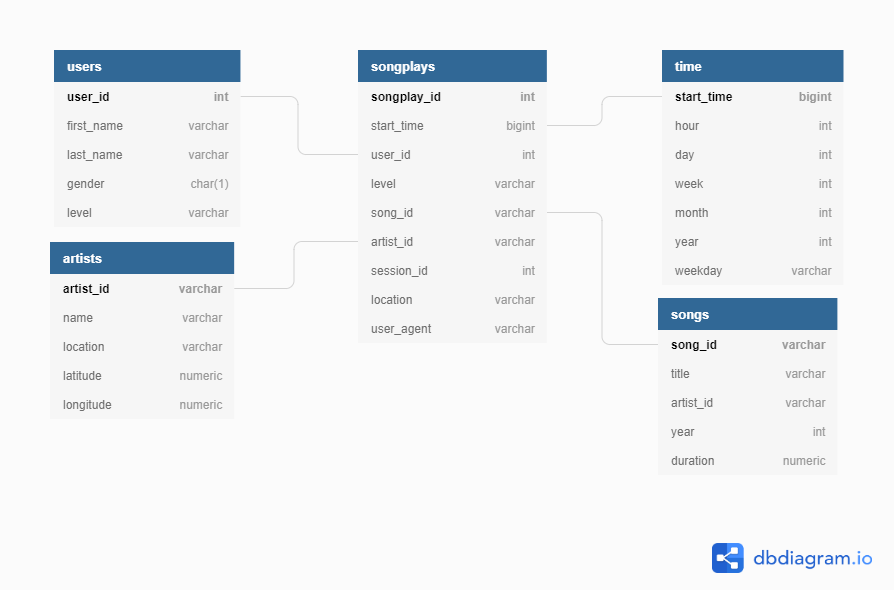 users
user_id int
first_name varchar
last_name varchar
gender char(1)
level varchar
artists
artist_id varchar
name varchar
location varchar
latitude numeric
longitude numeric
songplays
songplay_id int
start_time bigint
user_id int
level varchar
song_id varchar
artist_id varchar
session_id int
location varchar
user_agent varchar
time
start_time bigint
hour int
day int
week int
month int
year int
weekday varchar
songs
song_id varchar
title varchar
artist_id varchar
year int
duration numeric
dbdiagram.io